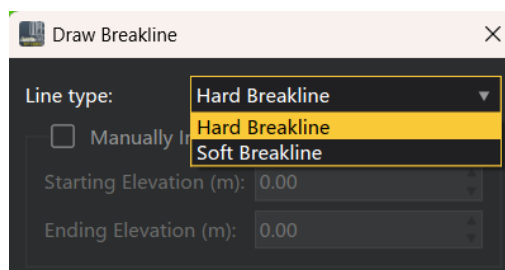 Draw Breakline
Line type: Hard Breakline
Hard Breakline
Manually
Soft Breakline
Starting Elevation (m): 0.00
Ending Elevation (m): 0.00